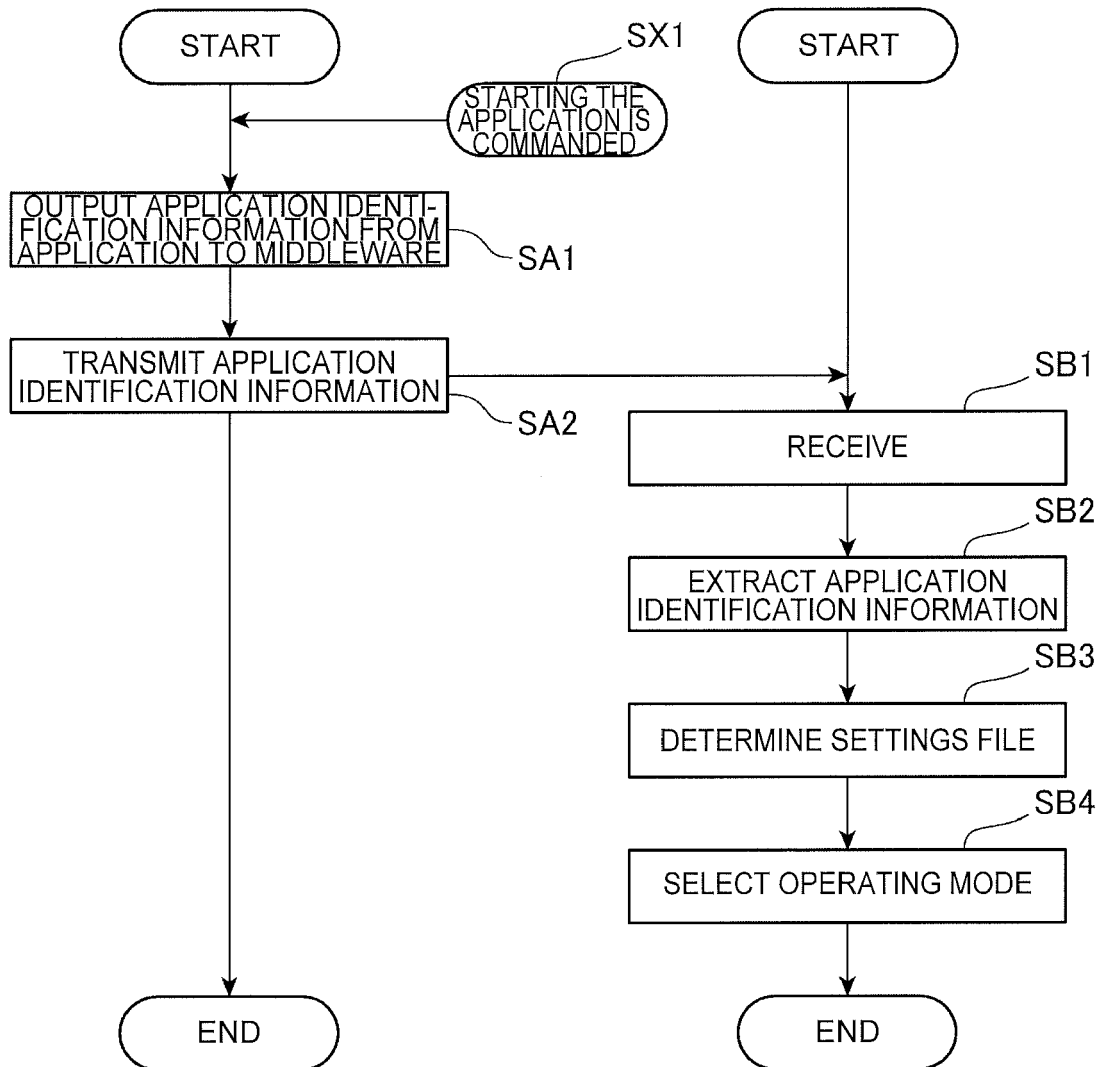 START
SX1
START
STARTING THE
APPLICATION IS
COMMANDED
OUTPUT APPLICATION IDENTI-
FICATION INFORMATION FROM
APPLICATION TO MIDDLEWARE
SA1
TRANSMIT APPLICATION
IDENTIFICATION INFORMATION
SA2
SB1
RECEIVE
SB2
EXTRACT APPLICATION
IDENTIFICATION INFORMATION
SB3
DETERMINE SETTINGS FILE
SB4
SELECT OPERATING MODE
END
END